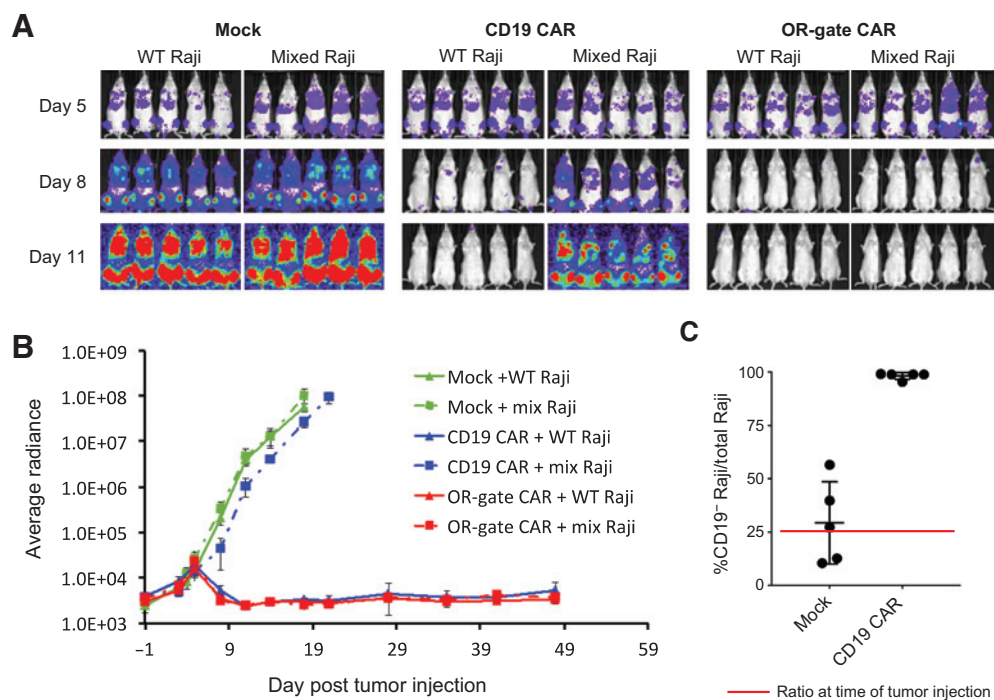 A
Mock
CD19 CAR
OR-gate CAR
WT Raji
Mixed Raji
WT Raji
Mixed Raji
WT Raji
Mixed Raji
Day 5
Day 8
Day 11
B
Average radiance
1.0E+09
1.0E+08
1.0E+07
1.0E+06
1.0E+05
1.0E+04
1.0E+03
−1
9
19
29
39
49
59
Day post tumor injection
Mock +WT Raji
Mock + mix Raji
CD19 CAR + WT Raji
CD19 CAR + mix Raji
OR-gate CAR + WT Raji
OR-gate CAR + mix Raji
C
%CD19⁻ Raji/total Raji
100
50
25
0
Mock
CD19 CAR
Ratio at time of tumor injection